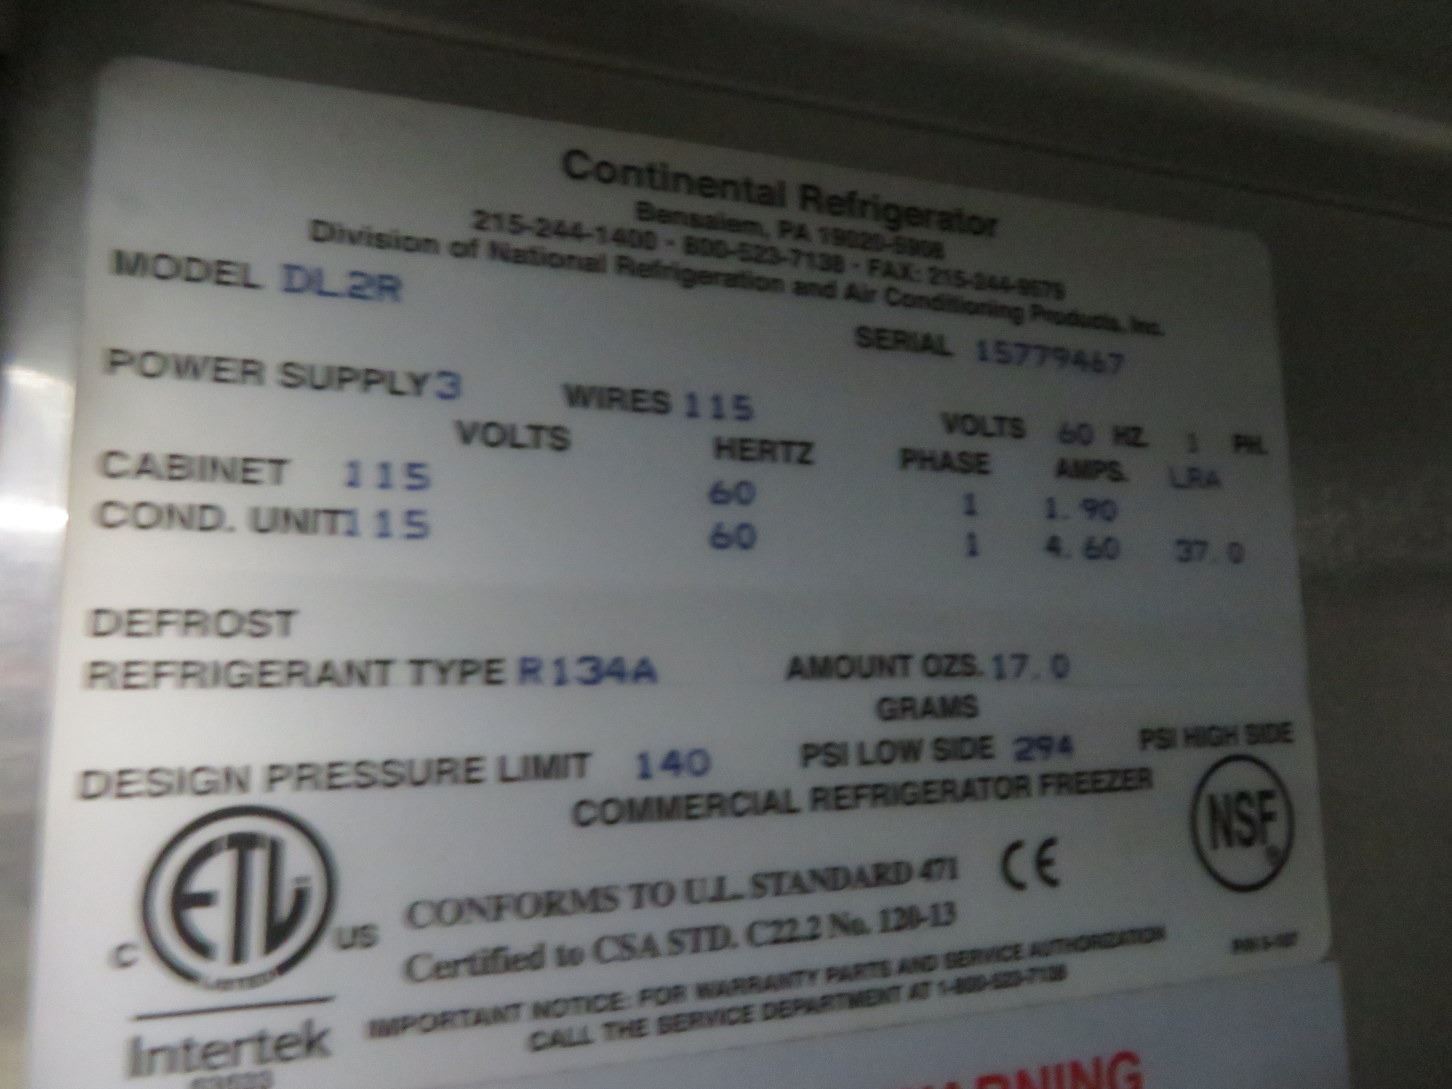 Continental Refrigerator
Bensalem, PA 19020-5908
215-244-1400 · 800-523-7138 · FAX: 215-244-9579
Division of National Refrigeration and Air Conditioning Products, Inc.
MODEL DL2R
SERIAL 15779467
POWER SUPPLY 3 WIRES 115 VOLTS 60 HZ 1 PH.
VOLTS HERTZ PHASE AMPS. LRA
CABINET 115 60 1 1.90
COND. UNIT 115 60 1 4.60 37.0
DEFROST
REFRIGERANT TYPE R134A AMOUNT OZS. 17.0
GRAMS
DESIGN PRESSURE LIMIT 140 PSI LOW SIDE 294 PSI HIGH SIDE
COMMERCIAL REFRIGERATOR FREEZER
NSF
ETL
C US
Intertek
CE
CONFORMS TO U.L. STANDARD 471
Certified to CSA STD. C22.2 No. 120-13
IMPORTANT NOTICE: FOR WARRANTY PARTS AND SERVICE AUTHORIZATION
CALL THE SERVICE DEPARTMENT AT 1-800-523-7138
WARNING